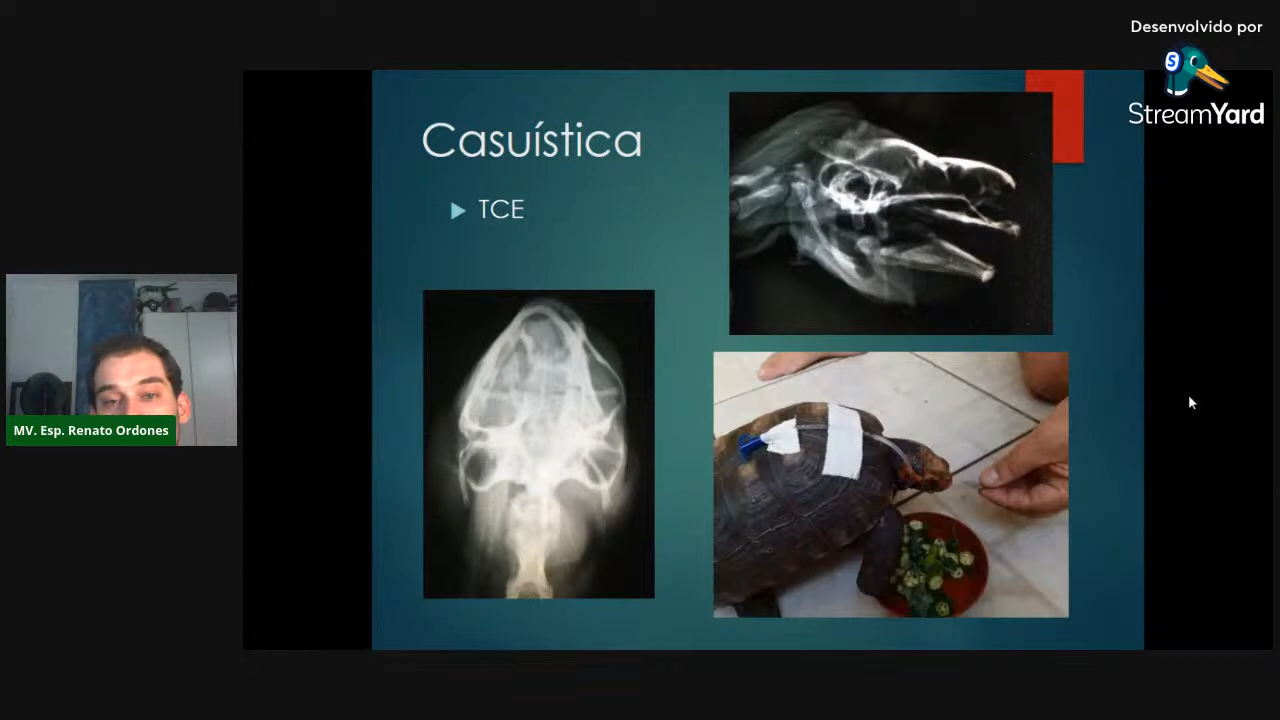 Desenvolvido por
StreamYard
Casuística
TCE
MV. Esp. Renato Ordones